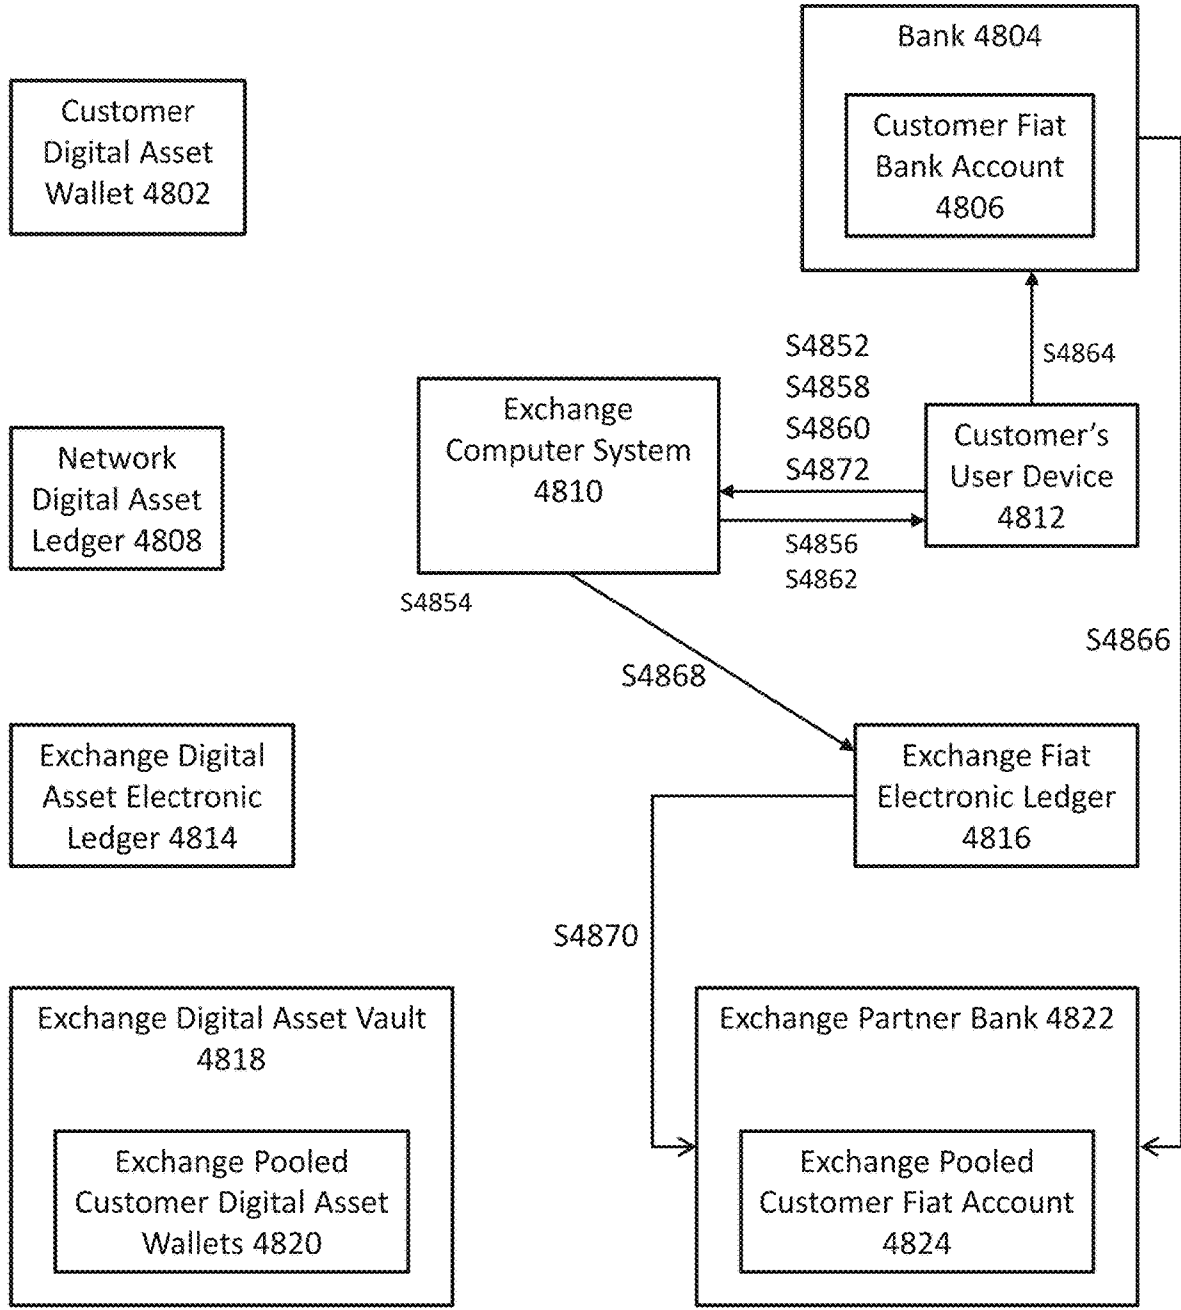 Bank 4804
Customer
Digital Asset
Wallet 4802
Customer Fiat
Bank Account
4806
S4852
S4858
S4860
S4872
S4864
Exchange
Computer System
4810
Customer's
User Device
4812
Network
Digital Asset
Ledger 4808
S4856
S4862
S4854
S4866
S4868
Exchange Digital
Asset Electronic
Ledger 4814
Exchange Fiat
Electronic Ledger
4816
S4870
Exchange Digital Asset Vault
4818
Exchange Pooled
Customer Digital Asset
Wallets 4820
Exchange Partner Bank 4822
Exchange Pooled
Customer Fiat Account
4824